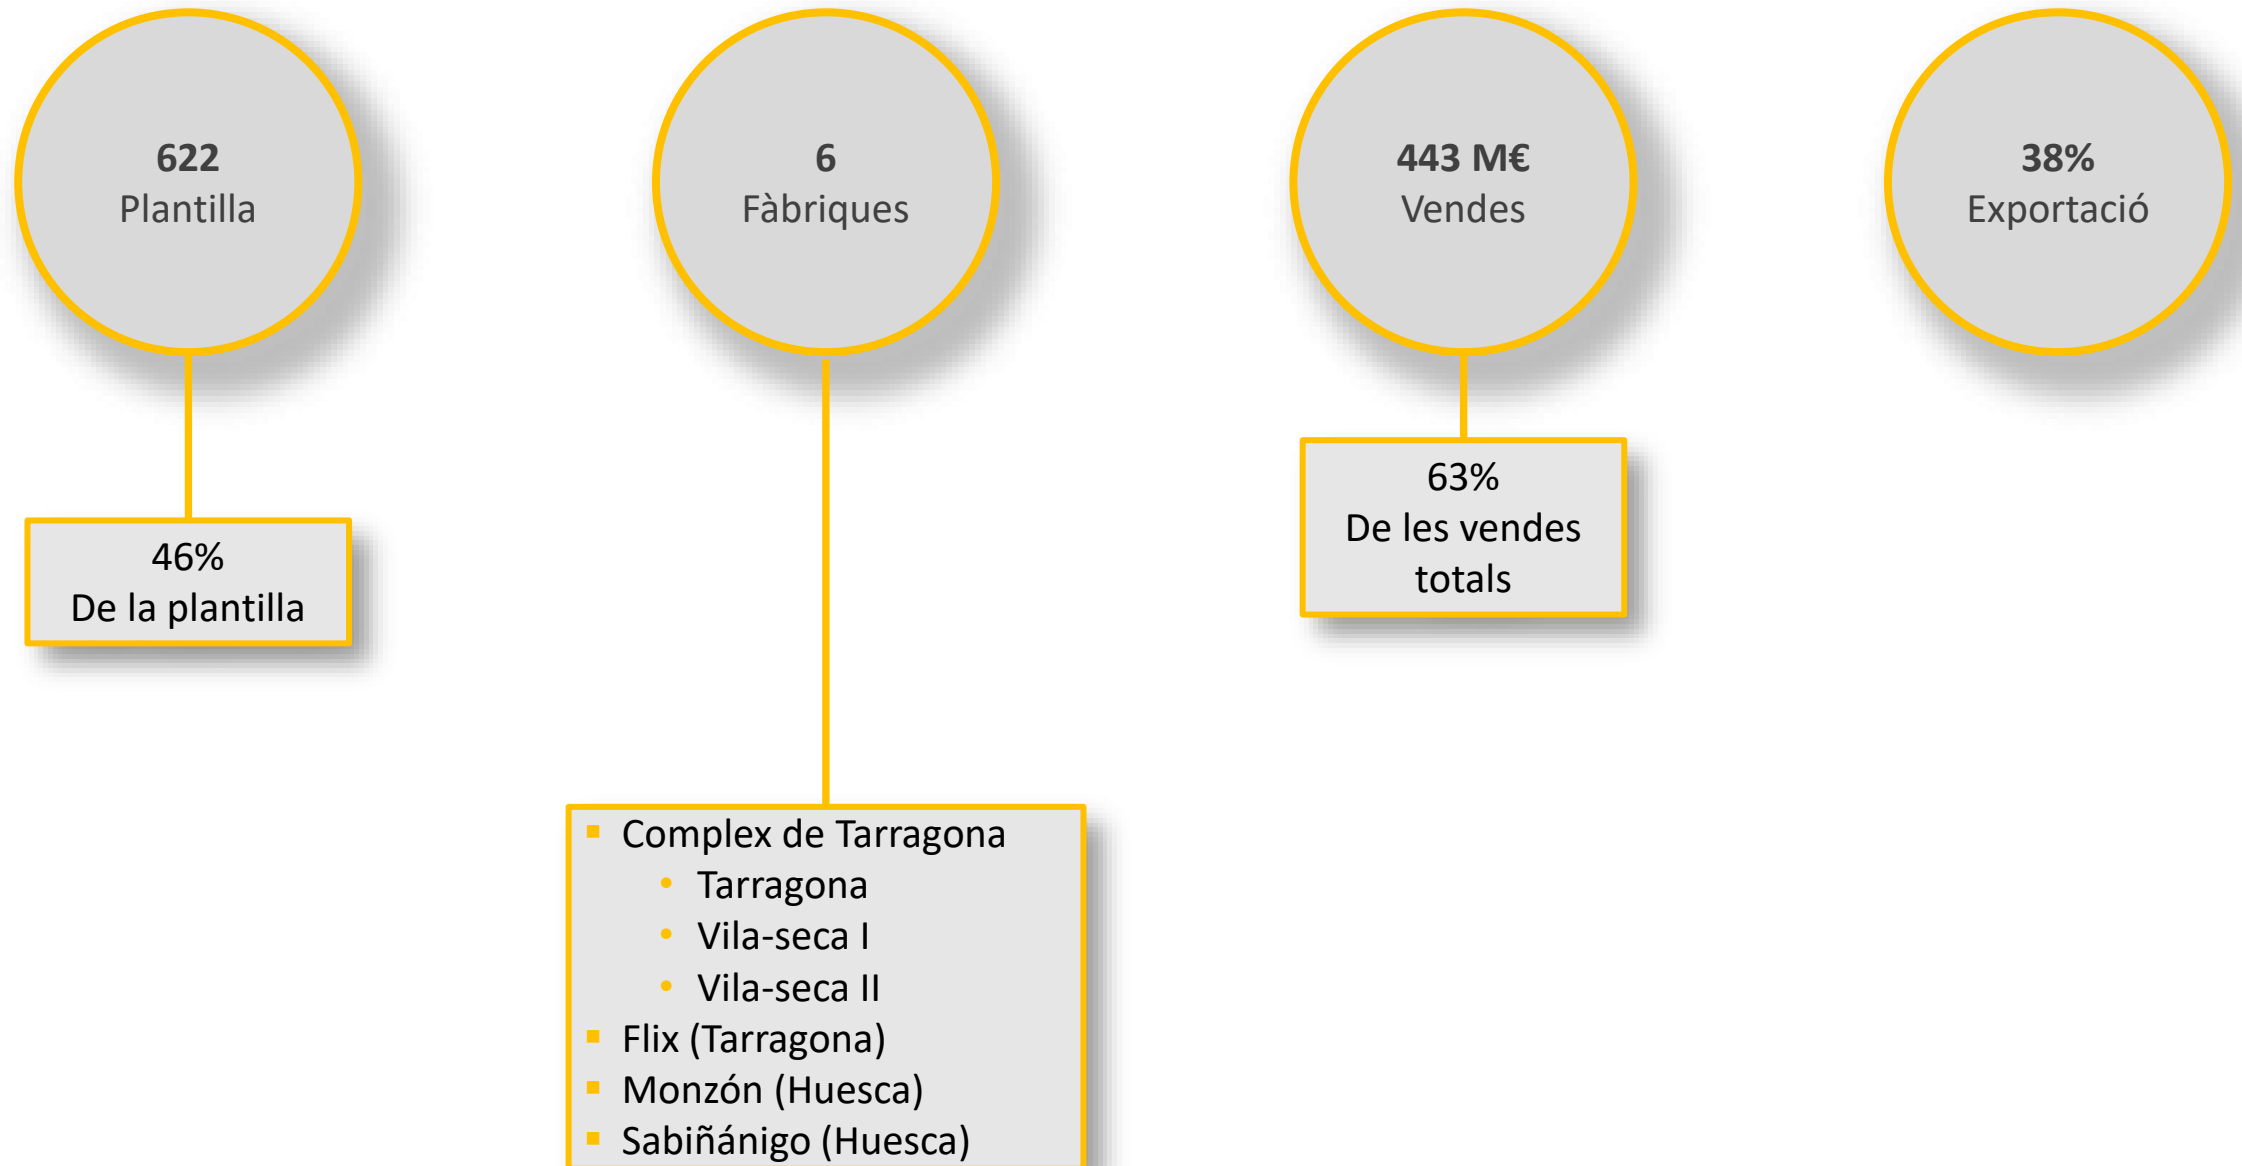 622
Plantilla
46%
De la plantilla
6
Fàbriques
Complex de Tarragona
Tarragona
Vila-seca I
Vila-seca II
Flix (Tarragona)
Monzón (Huesca)
Sabiñánigo (Huesca)
443 M€
Vendes
63%
De les vendes
totals
38%
Exportació